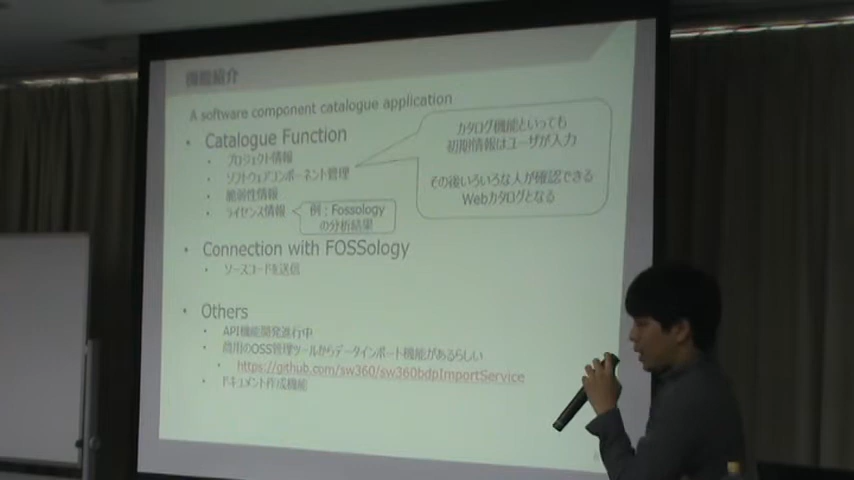 機能紹介
A software component catalogue application
• Catalogue Function
• プロジェクト情報
• ソフトウェアコンポーネント管理
• 脆弱性情報
• ライセンス情報
例：Fossology
の分析結果
カタログ機能といっても
初期情報はユーザが入力
その後いろいろな人が確認できる
Webカタログとなる
• Connection with FOSSology
• ソースコードを送信
• Others
• API機能開発進行中
• 商用のOSS管理ツールからデータインポート機能があるらしい
• https://github.com/sw360/sw360bdpImportService
• ドキュメント作成機能